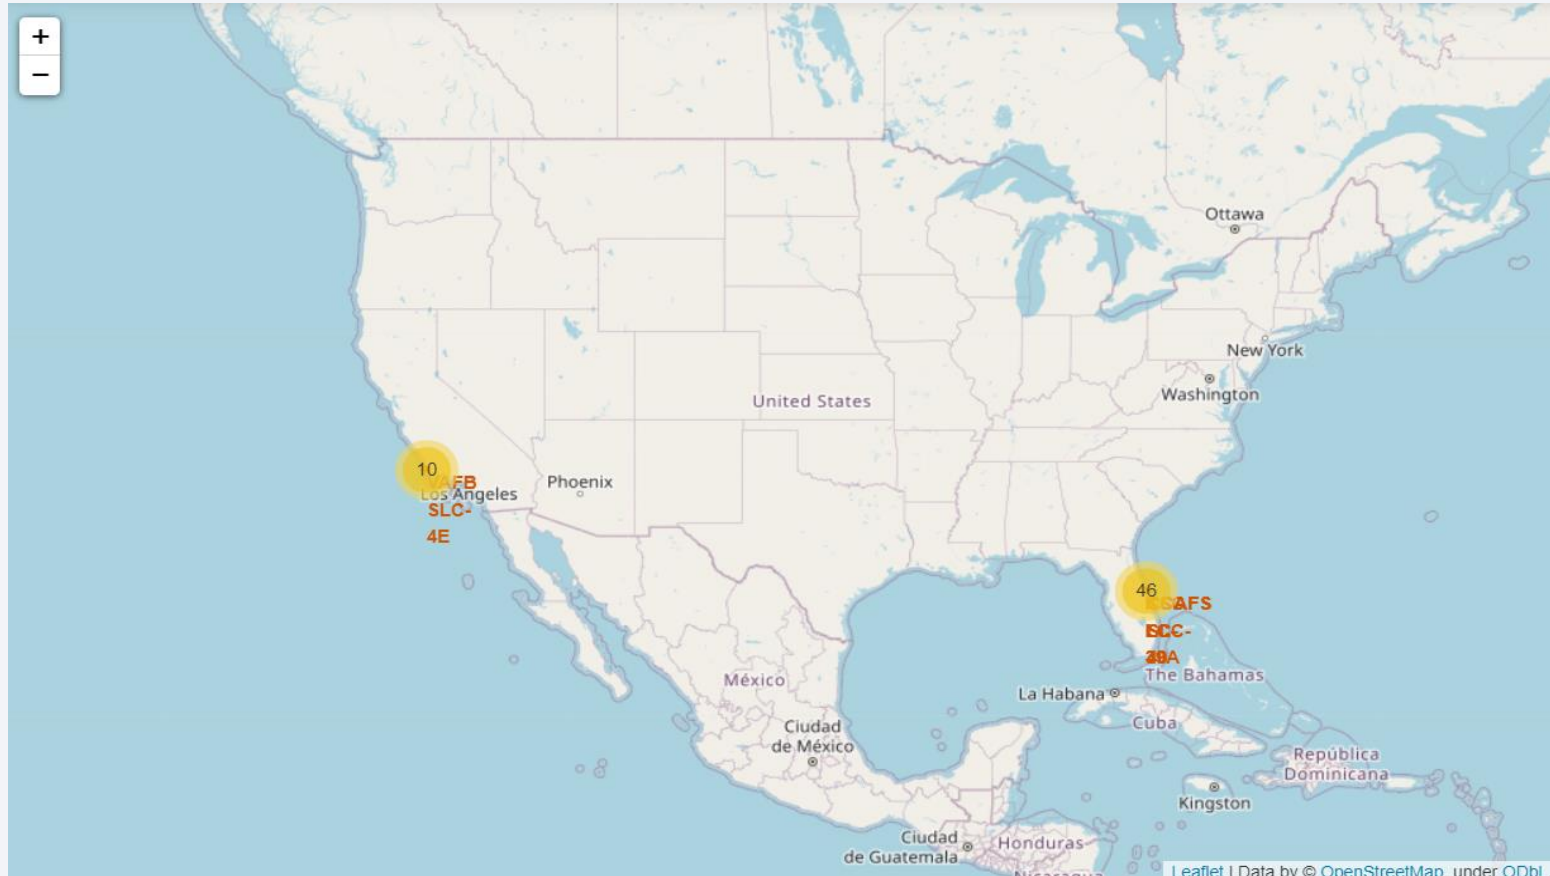 +
−
Ottawa
New York
Washington
United States
10
VAFB
Los Angeles
Phoenix
SLC-
4E
46
The Bahamas
México
La Habana
Cuba
Ciudad
de México
República
Dominicana
Kingston
Ciudad
de Guatemala
Honduras
Nicaragua
Leaflet | Data by © OpenStreetMap, under ODbL